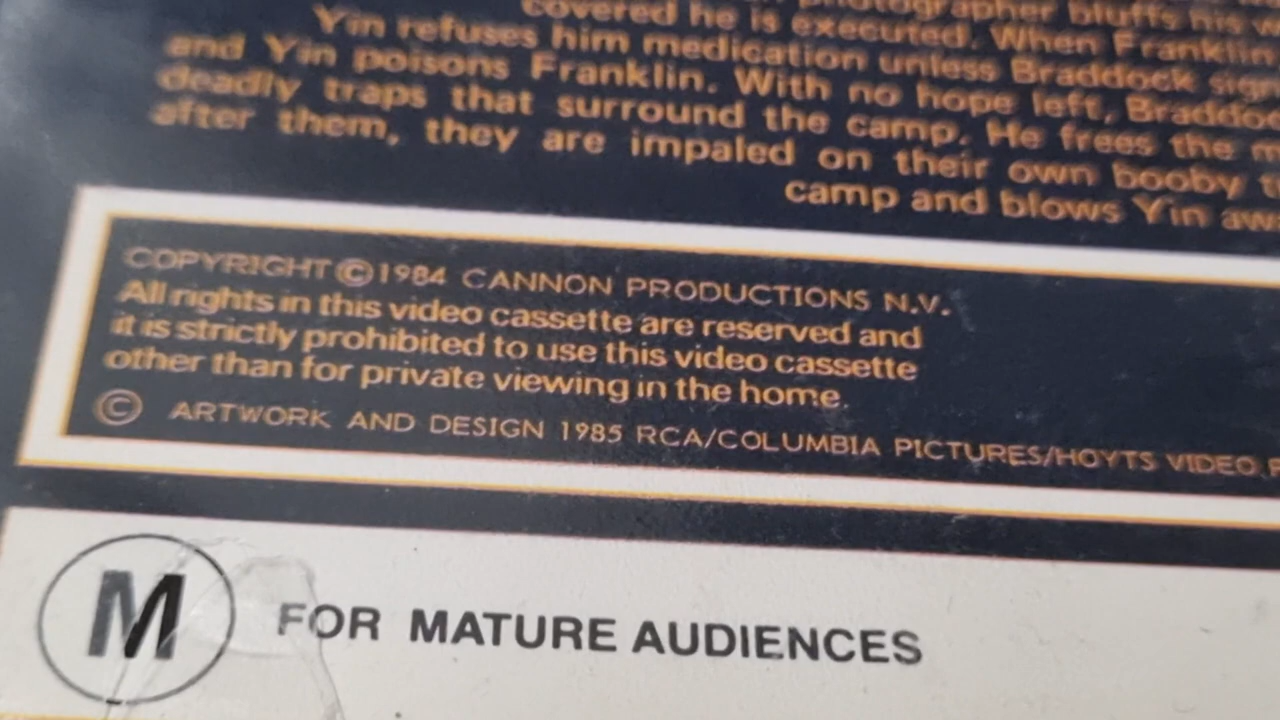 photographer bluffs his
covered he is executed. When Franklin
Yin refuses him medication unless Braddock
and Yin poisons Franklin. With no hope left,
deadly traps that surround the camp. He frees the
after them, they are impaled on their own booby
camp and blows Yin
COPYRIGHT © 1984 CANNON PRODUCTIONS N.V.
All rights in this video cassette are reserved and
it is strictly prohibited to use this video cassette
other than for private viewing in the home.
© ARTWORK AND DESIGN 1985 RCA/COLUMBIA PICTURES/HOYTS VIDEO
M FOR MATURE AUDIENCES